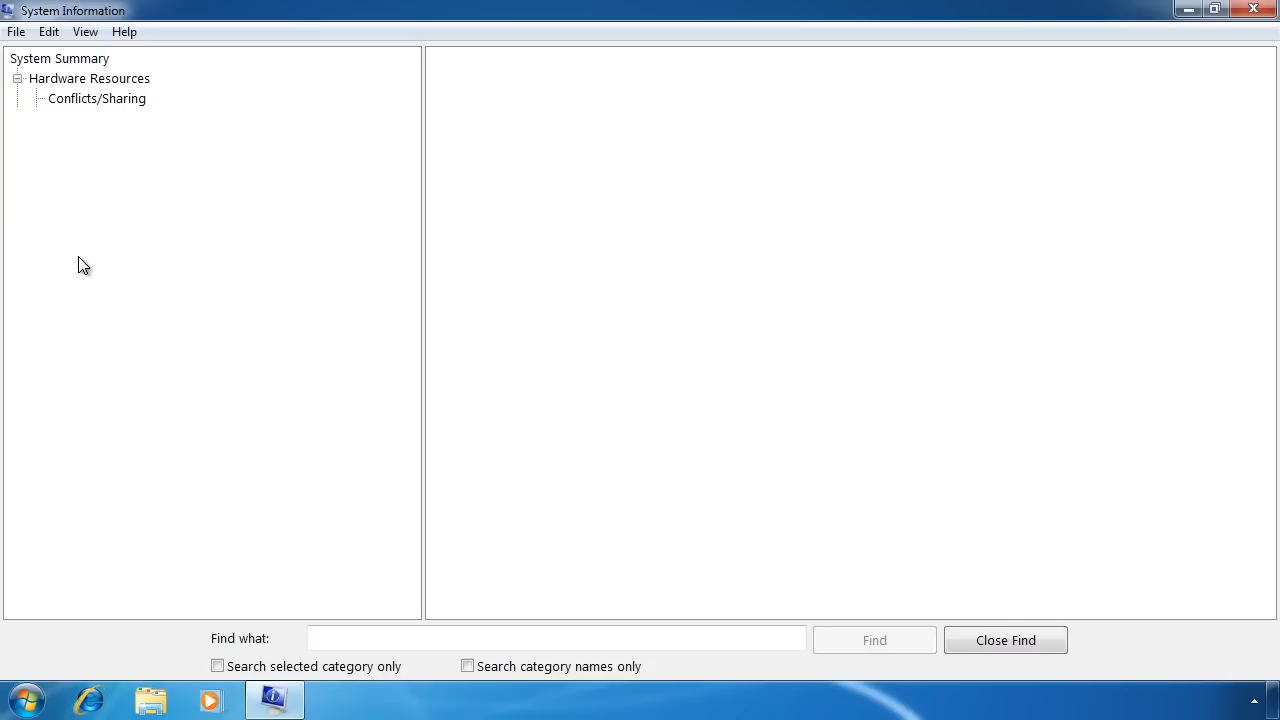 System Information
File Edit View Help
System Summary
Hardware Resources
Conflicts/Sharing
Find what:
Find
Close Find
Search selected category only
Search category names only